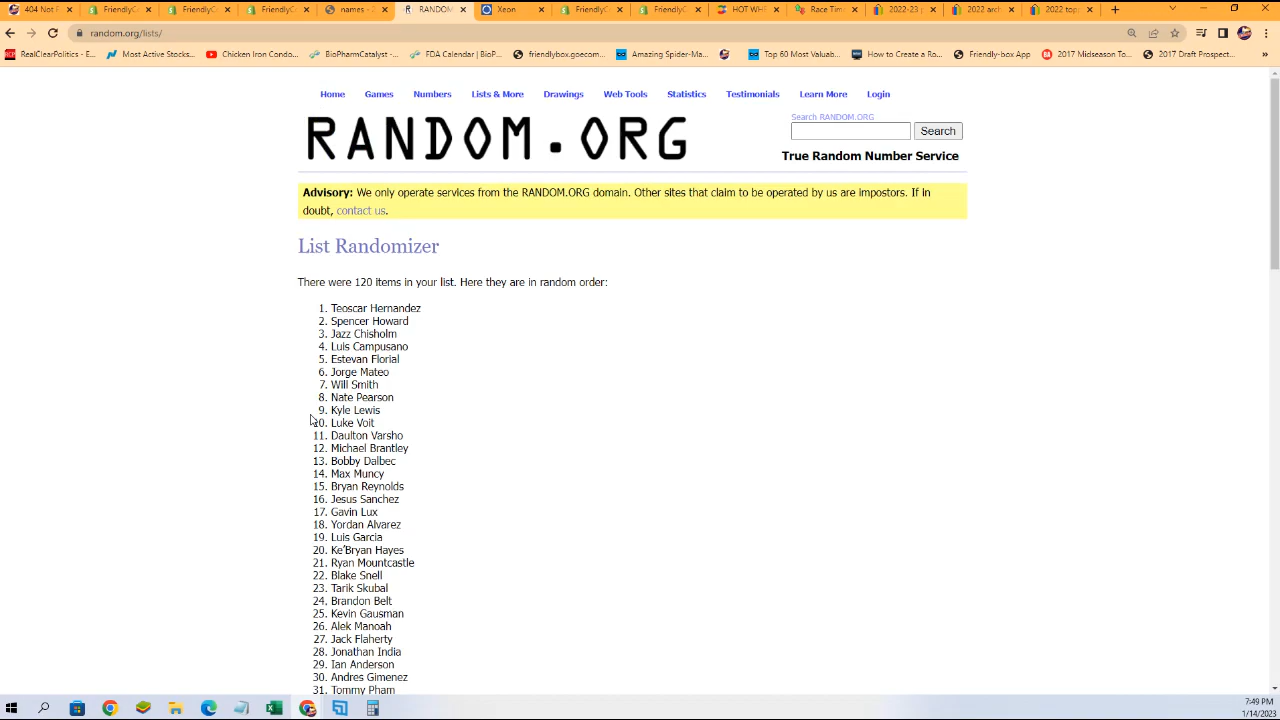 404 Not F
FriendlyC
FriendlyC
FriendlyC
names - 2
RANDOM
Xeon
FriendlyC
FriendlyC
HOT WHE
Race Time
2022-23 p
2022 arch
2022 top
random.org/lists/
RealClearPolitics - E...
Most Active Stocks...
Chicken Iron Condo...
BioPharmCatalyst -...
FDA Calendar | BioP...
friendlybox.goecom...
Amazing Spider-Ma...
Top 60 Most Valuab...
How to Create a Ro...
Friendly-box App
2017 Midseason To...
2017 Draft Prospect...
Home Games Numbers Lists & More Drawings Web Tools Statistics Testimonials Learn More Login
RANDOM.ORG
Search RANDOM.ORG
Search
True Random Number Service
Advisory: We only operate services from the RANDOM.ORG domain. Other sites that claim to be operated by us are impostors. If in
doubt, contact us.
List Randomizer
There were 120 items in your list. Here they are in random order:
1. Teoscar Hernandez
2. Spencer Howard
3. Jazz Chisholm
4. Luis Campusano
5. Estevan Florial
6. Jorge Mateo
7. Will Smith
8. Nate Pearson
9. Kyle Lewis
10. Luke Voit
11. Daulton Varsho
12. Michael Brantley
13. Bobby Dalbec
14. Max Muncy
15. Bryan Reynolds
16. Jesus Sanchez
17. Gavin Lux
18. Yordan Alvarez
19. Luis Garcia
20. Ke'Bryan Hayes
21. Ryan Mountcastle
22. Blake Snell
23. Tarik Skubal
24. Brandon Belt
25. Kevin Gausman
26. Alek Manoah
27. Jack Flaherty
28. Jonathan India
29. Ian Anderson
30. Andres Gimenez
31. Tommy Pham
7:49 PM
1/14/2023